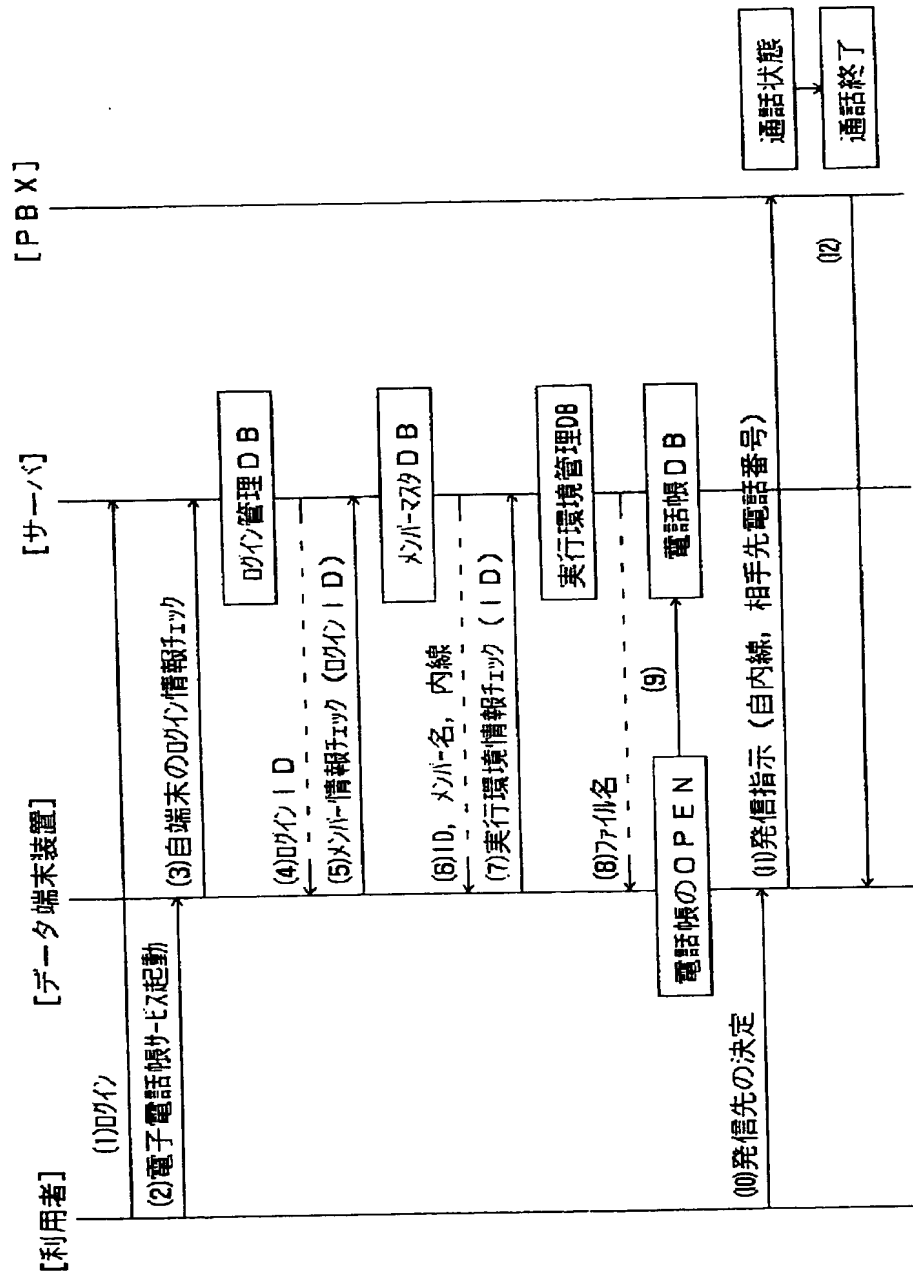 [利用者]
[データ端末装置]
[サーバ]
[PBX]
(1)ログイン
(2)電子電話帳サービス起動
(3)自端末のログイン情報チェック
ログイン管理DB
(4)ログインID
(5)メンバー情報チェック(ログインID)
メンバーマスタDB
(6)ID, メンバー名, 内線
(7)実行環境情報チェック(ID)
実行環境管理DB
(8)ファイル名
電話帳のOPEN
(9)
電話帳DB
(10)発信先の決定
(11)発信指示(自内線, 相手先電話番号)
通話状態
(12)
通話終了